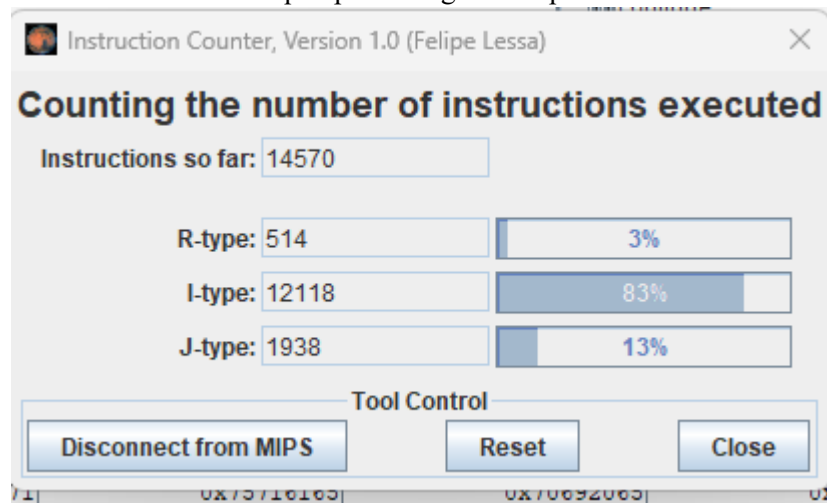 Instruction Counter, Version 1.0 (Felipe Lessa)
Counting the number of instructions executed
Instructions so far: 14570
R-type: 514 3%
I-type: 12118 83%
J-type: 1938 13%
Tool Control
Disconnect from MIPS Reset Close